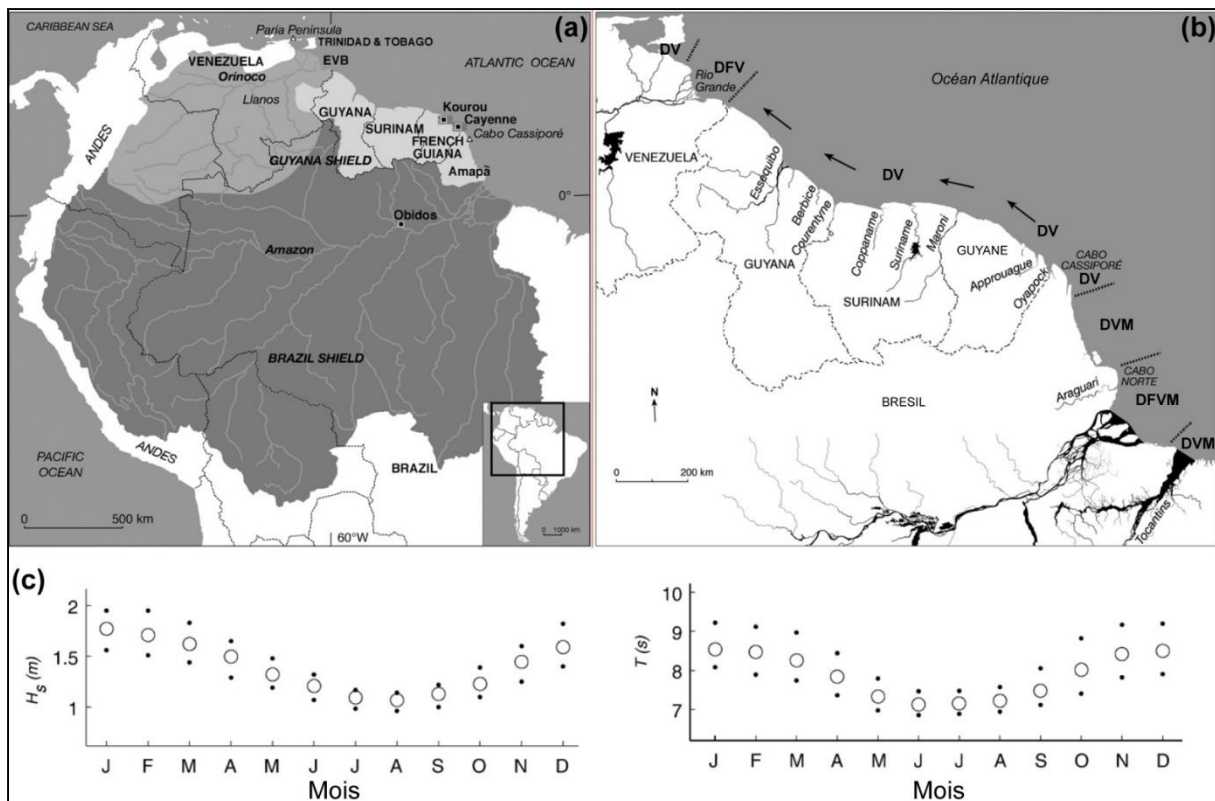 (a)
CARIBBEAN SEA
Paria Peninsula
TRINIDAD & TOBAGO
VENEZUELA
EVB
ATLANTIC OCEAN
Orinoco
Llanos
GUYANA
Kourou
Cayenne
SURINAM
Cabo Cassiporé
FRENCH
GUIANA
ANDES
GUYANA SHIELD
Amapã
0°
Obidos
Amazon
BRAZIL SHIELD
PACIFIC
OCEAN
ANDES
BRAZIL
0 500 km
60°W
0 1000 km
(b)
DV
DFV
Rio
Grande
Océan Atlantique
VENEZUELA
Essequibo
DV
Berbice
Courentyne
Coppaname
Suriname
Maroni
GUYANE
DV
GUYANA
Approuague
Oyapock
CABO
CASSIPORÉ
DV
SURINAM
DVM
N
BRESIL
Araguari
CABO
NORTE
DFVM
0 200 km
DVM
Tocantins
(c)
2
1.5
1
Hs (m)
J F M A M J J A S O N D
Mois
10
9
8
7
T (s)
J F M A M J J A S O N D
Mois